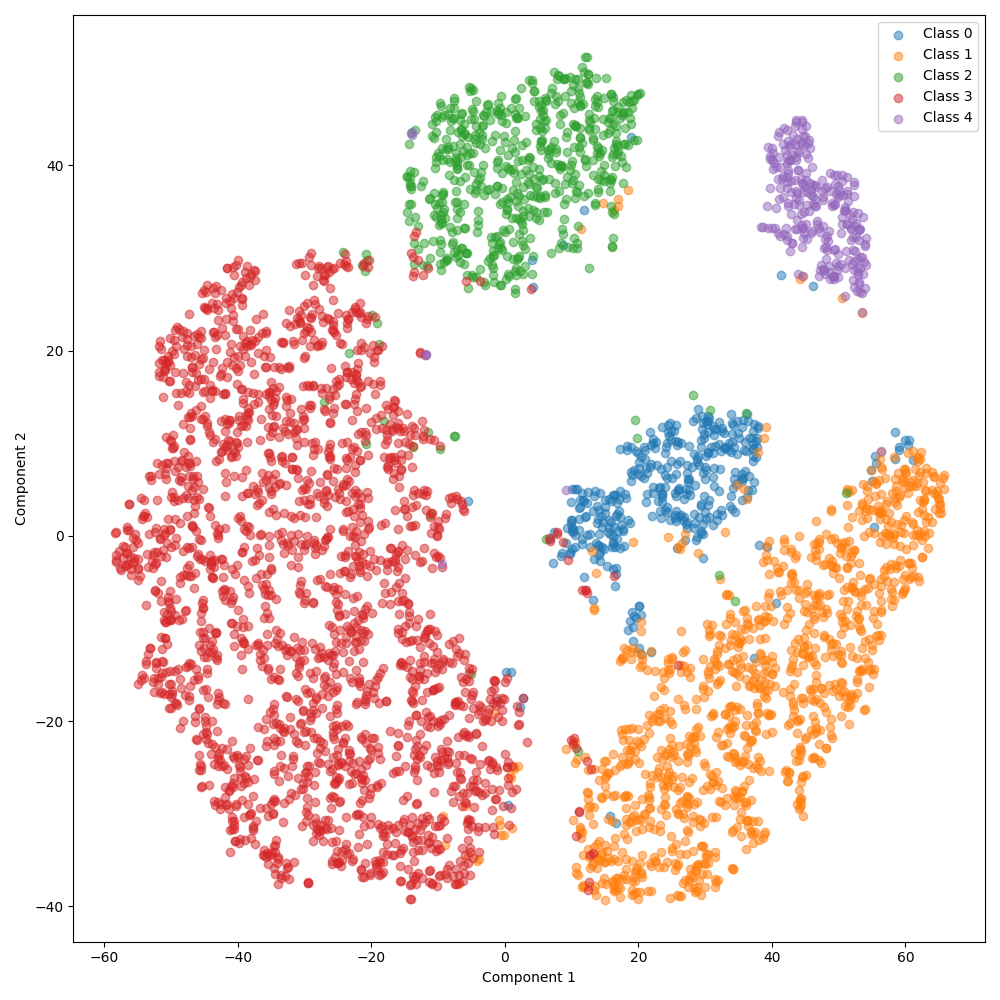 Class 0
Class 1
Class 2
Class 3
Class 4
Component 2
40
20
0
−20
−40
−60 −40 −20 0 20 40 60
Component 1